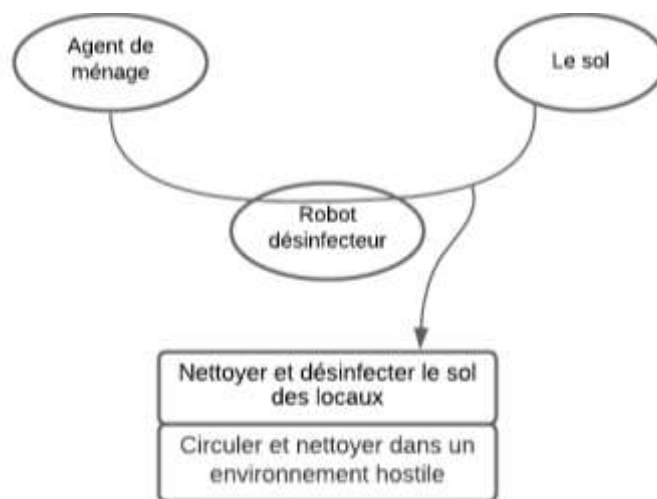 Agent de
ménage
Le sol
Robot
désinfecteur
Nettoyer et désinfecter le sol
des locaux
Circuler et nettoyer dans un
environnement hostile